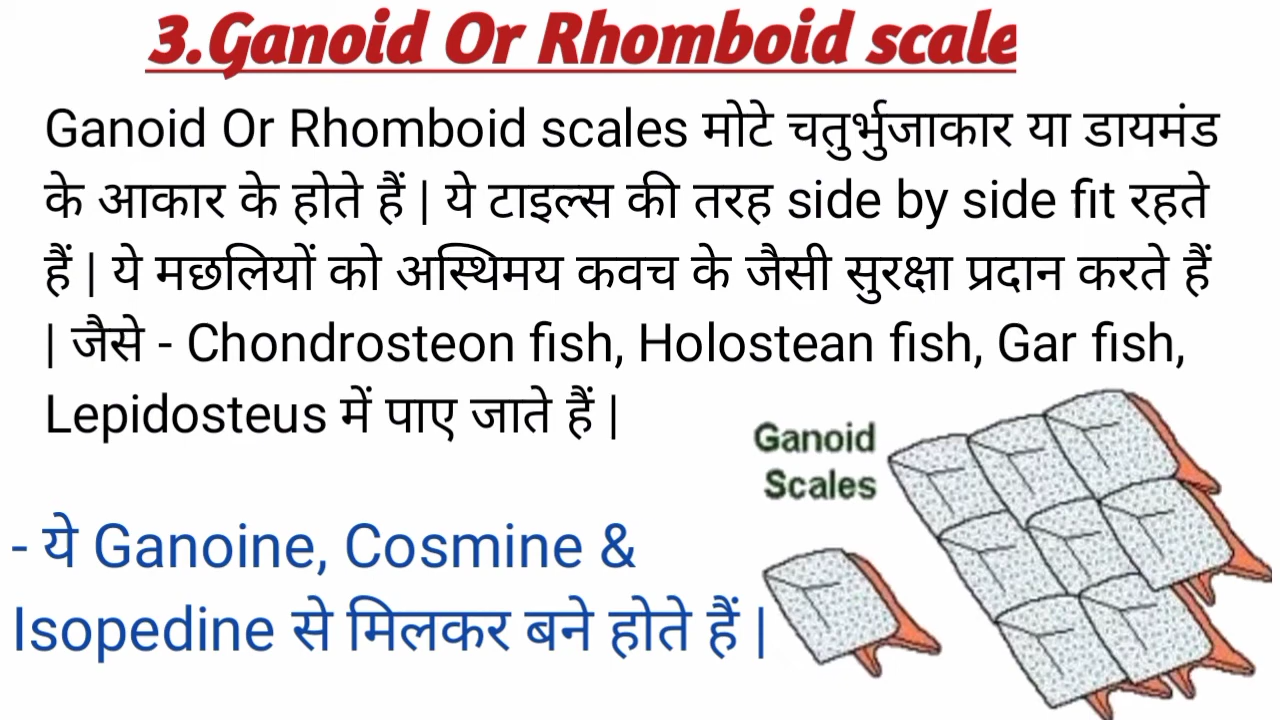 3.Ganoid Or Rhomboid scale
Ganoid Or Rhomboid scales मोटे चतुर्भुजाकार या डायमंड
के आकार के होते हैं | ये टाइल्स की तरह side by side fit रहते
हैं | ये मछलियों को अस्थिमय कवच के जैसी सुरक्षा प्रदान करते हैं
| जैसे - Chondrosteon fish, Holostean fish, Gar fish,
Lepidosteus में पाए जाते हैं |
Ganoid
Scales
- ये Ganoine, Cosmine &
Isopedine से मिलकर बने होते हैं |